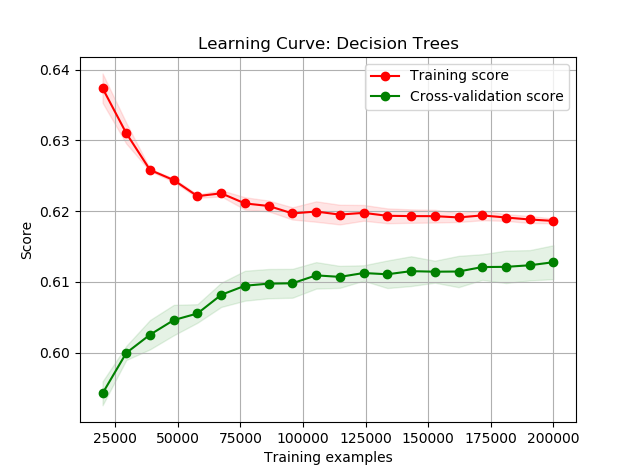 Learning Curve: Decision Trees
Training score
Cross-validation score
0.64
0.63
0.62
0.61
0.60
Score
25000 50000 75000 100000 125000 150000 175000 200000
Training examples